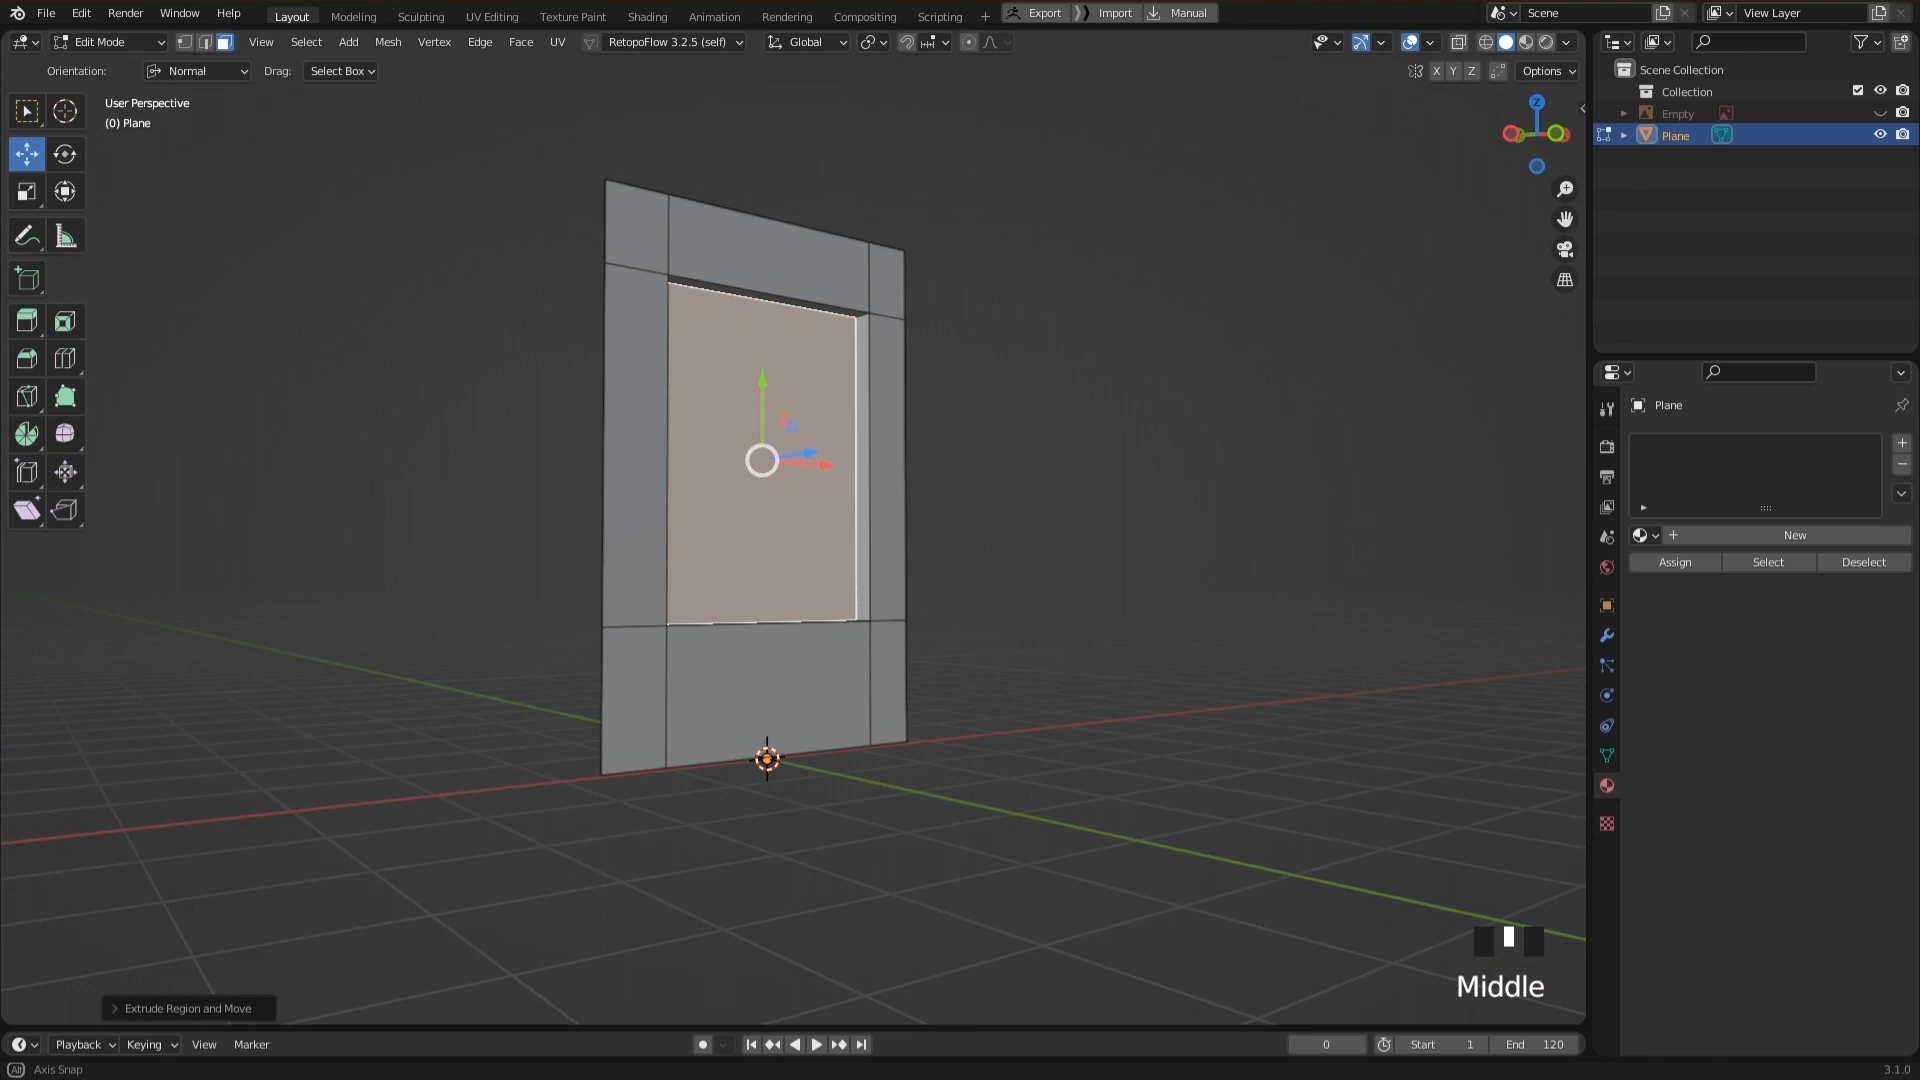 File Edit Render Window Help Layout Modeling Sculpting UV Editing Texture Paint Shading Animation Rendering Compositing Scripting + Export Import Manual Scene View Layer
Edit Mode View Select Add Mesh Vertex Edge Face UV RetopoFlow 3.2.5 (self) Global
Orientation: Normal Drag: Select Box X Y Z Options
User Perspective
(0) Plane
Z
Scene Collection
Collection
Empty
Plane
Plane
New
Assign Select Deselect
Middle
Extrude Region and Move
Playback Keying View Marker 0 Start 1 End 120
Alt Axis Snap 3.1.0